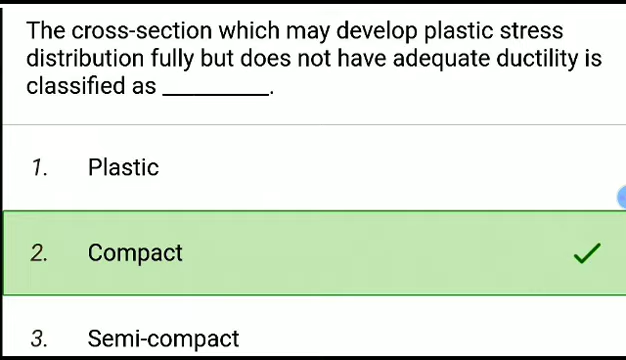 The cross-section which may develop plastic stress
distribution fully but does not have adequate ductility is
classified as __________.
1. Plastic
2. Compact
3. Semi-compact